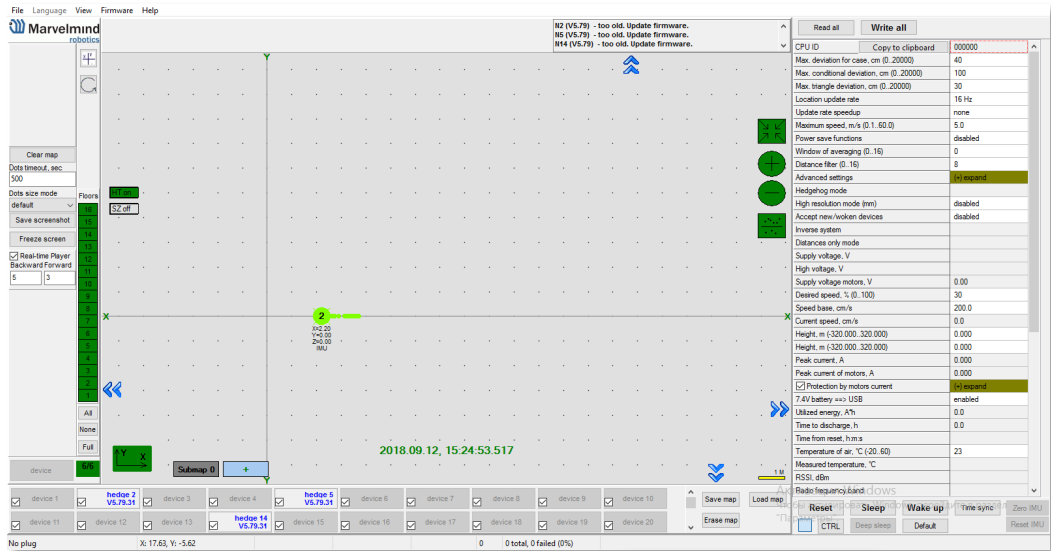 File Language View Firmware Help
Marvelmind
robotics
N2 (V5.79) - too old. Update firmware.
N5 (V5.79) - too old. Update firmware.
N14 (V5.79) - too old. Update firmware.
Read all Write all
CPU ID Copy to clipboard 000000
Max. deviation for case, cm (0..20000) 40
Max. conditional deviation, cm (0..20000) 100
Max. triangle deviation, cm (0..20000) 30
Location update rate 16 Hz
Update rate speedup none
Maximum speed, m/s (0.1..60.0) 5.0
Power save functions disabled
Window of averaging (0..16) 0
Distance filter (0..16) 8
Advanced settings (+) expand
Hedgehog mode
High resolution mode (mm) disabled
Accept new/woken devices disabled
Inverse system
Distances only mode
Supply voltage, V
High voltage, V
Supply voltage motors, V 0.00
Desired speed, % (0..100) 30
Speed base, cm/s 200.0
Current speed, cm/s 0.0
Height, m (-320.000..320.000) 0.000
Height, m (-320.000..320.000) 0.000
Peak current, A 0.000
Peak current of motors, A 0.000
Protection by motors current (+) expand
7.4V battery ==> USB enabled
Utilized energy, A*h 0.0
Time to discharge, h 0.0
Time from reset, h:m:s
Temperature of air, °C (-20..60) 23
Measured temperature, °C
RSSI, dBm
Radio frequency band
Reset Sleep Wake up Time sync Zero IMU
CTRL Deep sleep Default Reset IMU
Clear map
Dots timeout, sec
500
Dots size mode
default
Save screenshot
Freeze screen
Real-time Player
Backward Forward
5 3
device
Floors
16
15
14
13
12
11
10
9
8
7
6
5
4
3
2
1
All
None
Full
6/6
HT on
SZ off
Y
X X
Y
2
X=2.20
Y=0.00
Z=0.00
IMU
2018.09.12, 15:24:53.517
Y X
Submap 0 +
1 M
device 1 hedge 2 V5.79.31 device 3 device 4 hedge 5 V5.79.31 device 6 device 7 device 8 device 9 device 10
device 11 device 12 device 13 hedge 14 V5.79.31 device 15 device 16 device 17 device 18 device 19 device 20
Save map Load map
Erase map
No plug X: 17.63, Y: -5.62 0 0 total, 0 failed (0%)